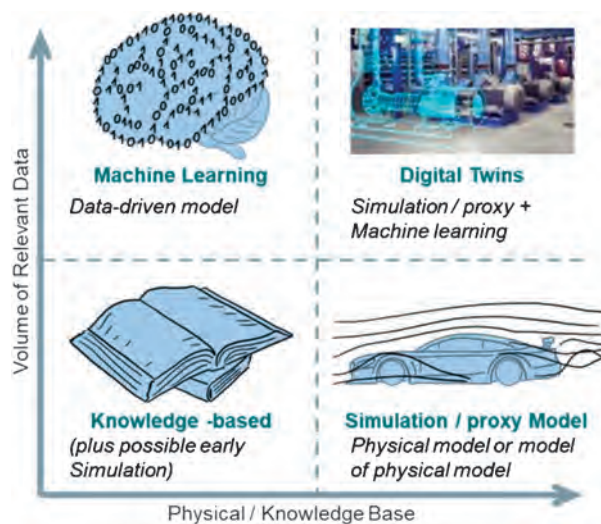 Machine Learning
Data-driven model
Digital Twins
Simulation / proxy +
Machine learning
Knowledge -based
(plus possible early
Simulation)
Simulation / proxy Model
Physical model or model
of physical model
Volume of Relevant Data
Physical / Knowledge Base